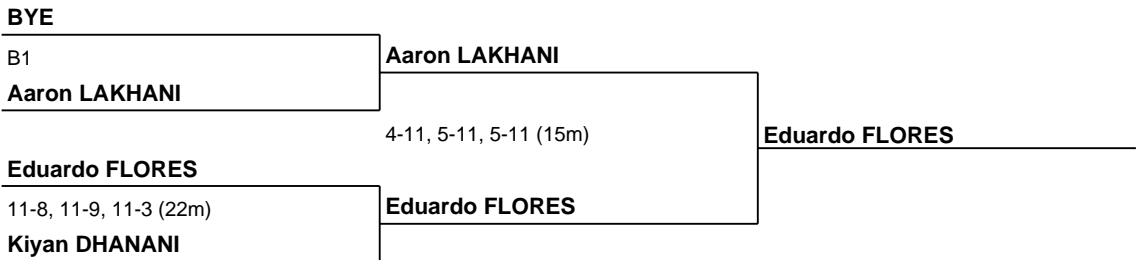 BYE
B1
Aaron LAKHANI
Aaron LAKHANI
4-11, 5-11, 5-11 (15m)
Eduardo FLORES
Eduardo FLORES
11-8, 11-9, 11-3 (22m)
Eduardo FLORES
Kiyan DHANANI